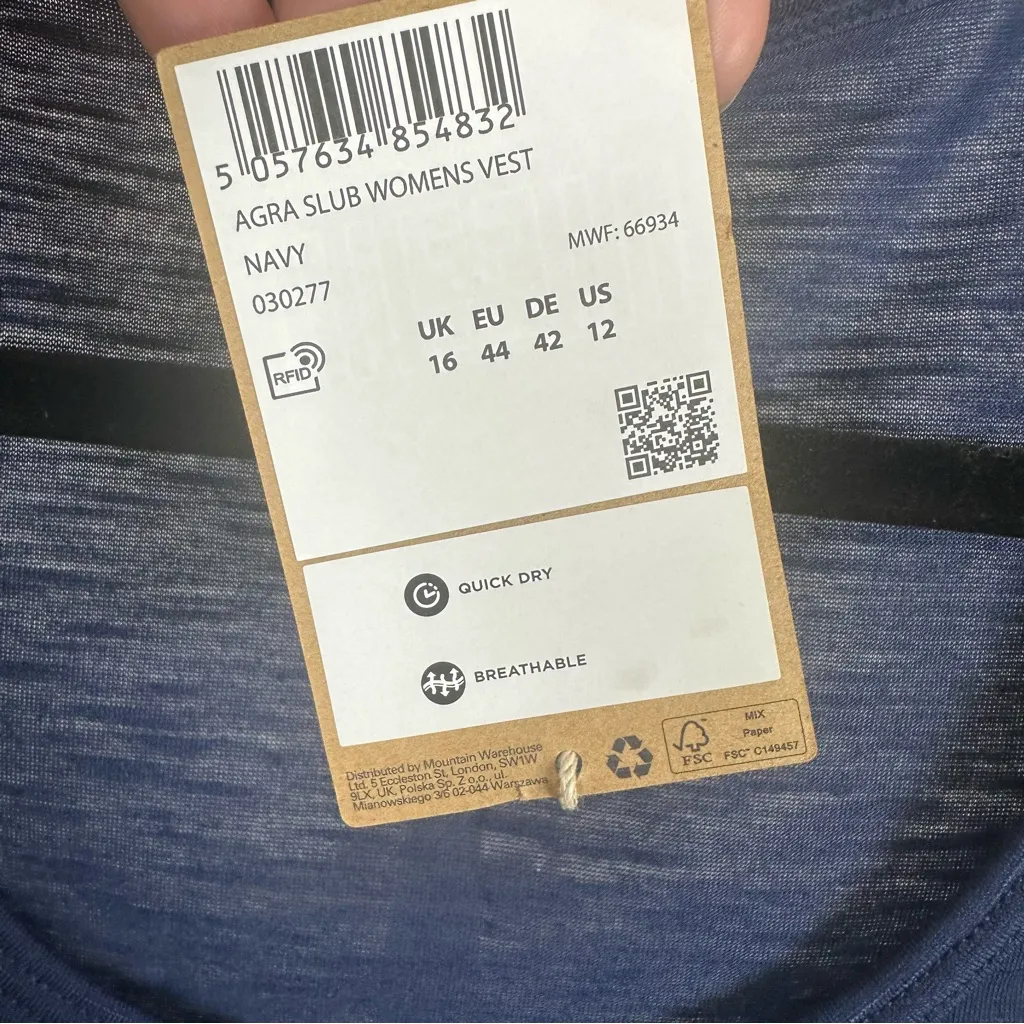 5 057634 854832
AGRA SLUB WOMENS VEST
NAVY
MWF: 66934
030277
UK EU DE US
16 44 42 12
RFID
QUICK DRY
BREATHABLE
Distributed by Mountain Warehouse
Ltd. 5 Eccleston St, London, SW1W
9LX, UK, Polska Sp. Z o.o., ul.
Mianowskiego 3/6 02-044 Warszawa
FSC
MIX
Paper
FSC™ C149457